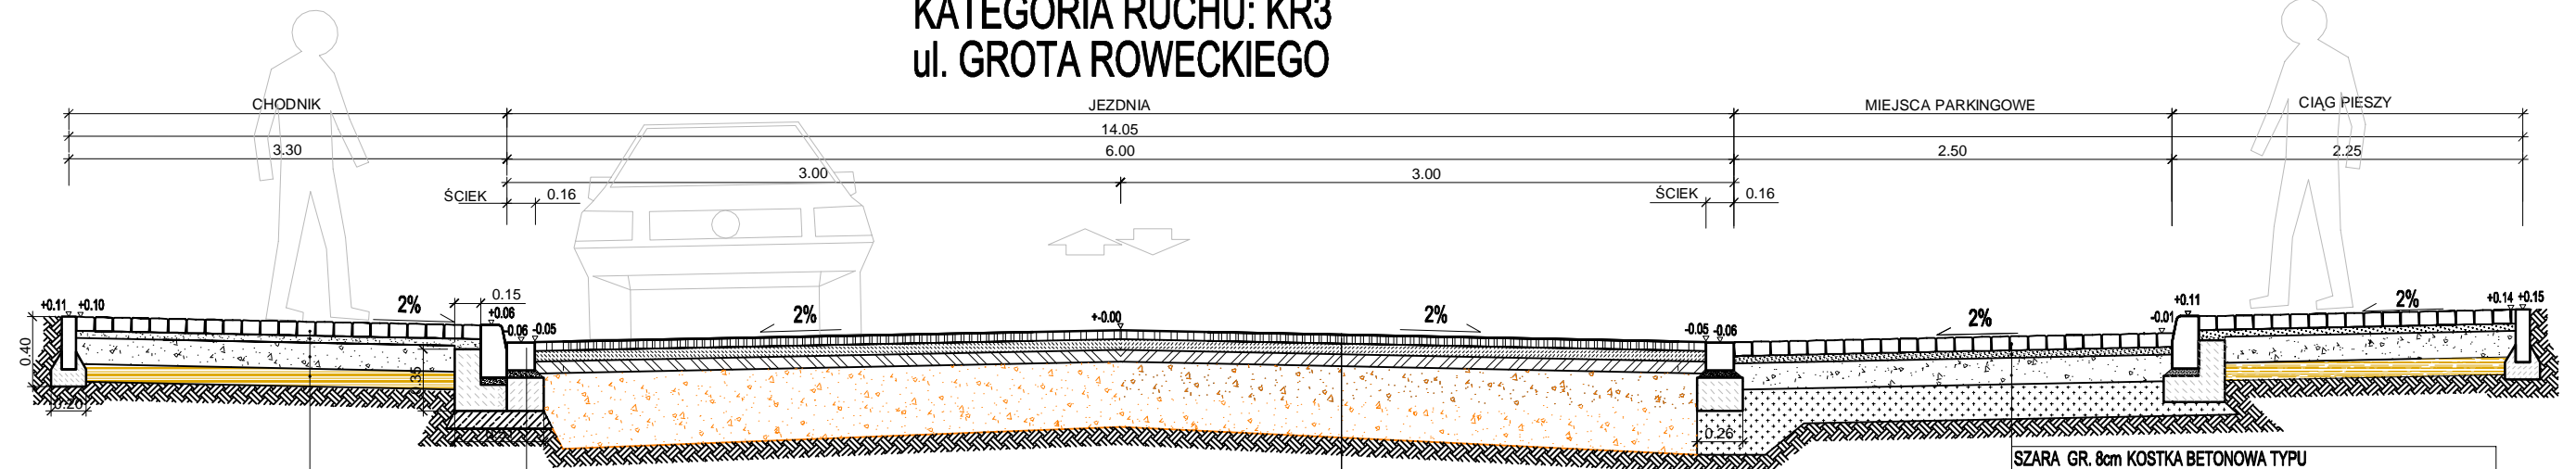 KATEGORIA RUCHU: KR3
ul. GROTA ROWECKIEGO
CHODNIK JEZDNIA MIEJSCA PARKINGOWE CIĄG PIESZY
14.05
3.30 6.00 2.50 2.25
3.00 3.00
ŚCIEK 0.16 ŚCIEK 0.16
+0.11 +0.10 2% 0.15 +0.06 -0.06 -0.05 2% +-0.00 2% -0.05 -0.06 2% -0.01 +0.11 2% +0.14 +0.15
0.40 0.35
0.20 0.26
SZARA GR. 8cm KOSTKA BETONOWA TYPU